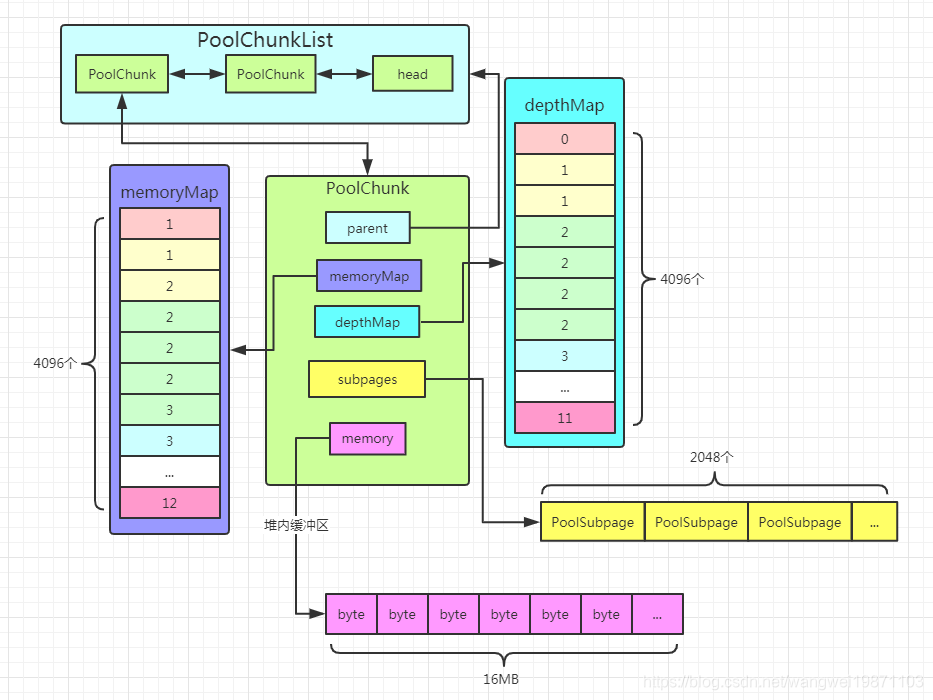 PoolChunkList
PoolChunk
PoolChunk
head
depthMap
0
1
1
2
2
2
2
3
...
11
4096个
memoryMap
1
1
2
2
2
2
3
3
...
12
4096个
PoolChunk
parent
memoryMap
depthMap
subpages
memory
2048个
PoolSubpage
PoolSubpage
PoolSubpage
...
堆内缓冲区
byte
byte
byte
byte
byte
byte
...
16MB
https://blog.csdn.net/wangwei19871103